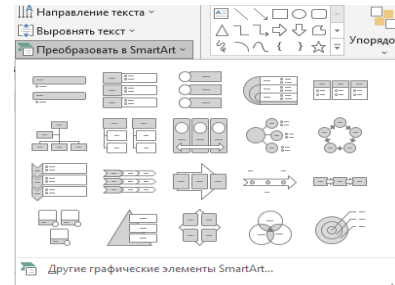 Направление текста
Выровнять текст
Преобразовать в SmartArt
Упорядо
Другие графические элементы SmartArt...